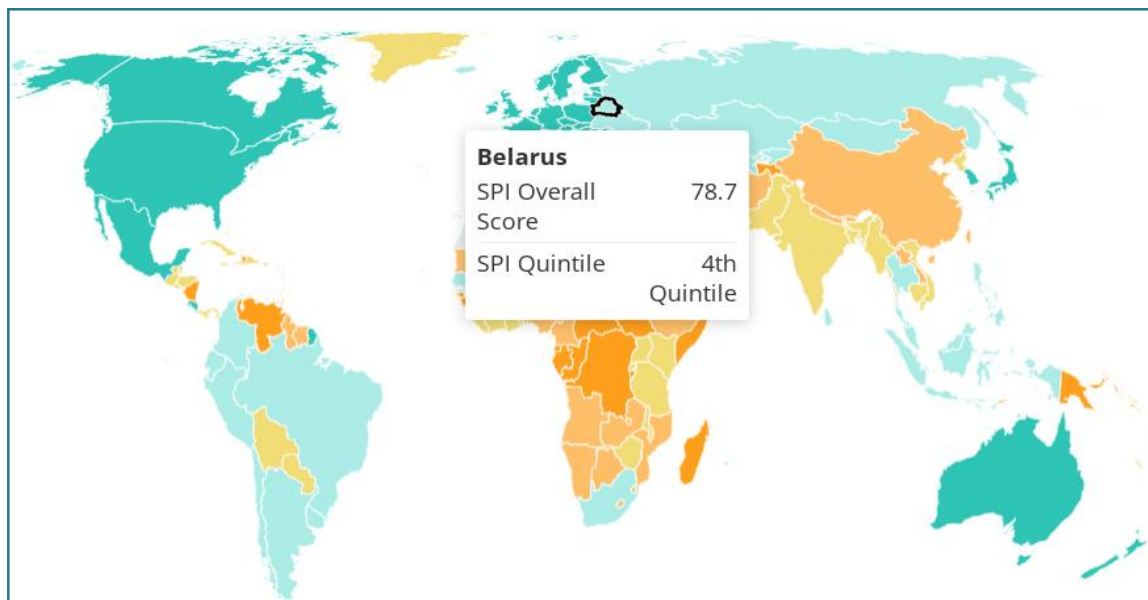 Belarus
SPI Overall 78.7
Score
SPI Quintile 4th
Quintile